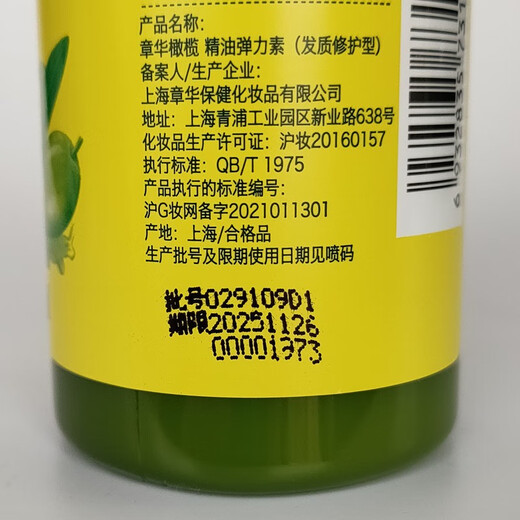 产品名称:
章华橄榄 精油弹力素（发质修护型）
备案人/生产企业:
上海章华保健化妆品有限公司
地址: 上海青浦工业园区新业路638号
化妆品生产许可证: 沪妆20160157
执行标准: QB/T 1975
产品执行的标准编号:
沪G妆网备字2021011301
产地: 上海/合格品
生产批号及限期使用日期见喷码
批号029109D1
期限20251126
00001973